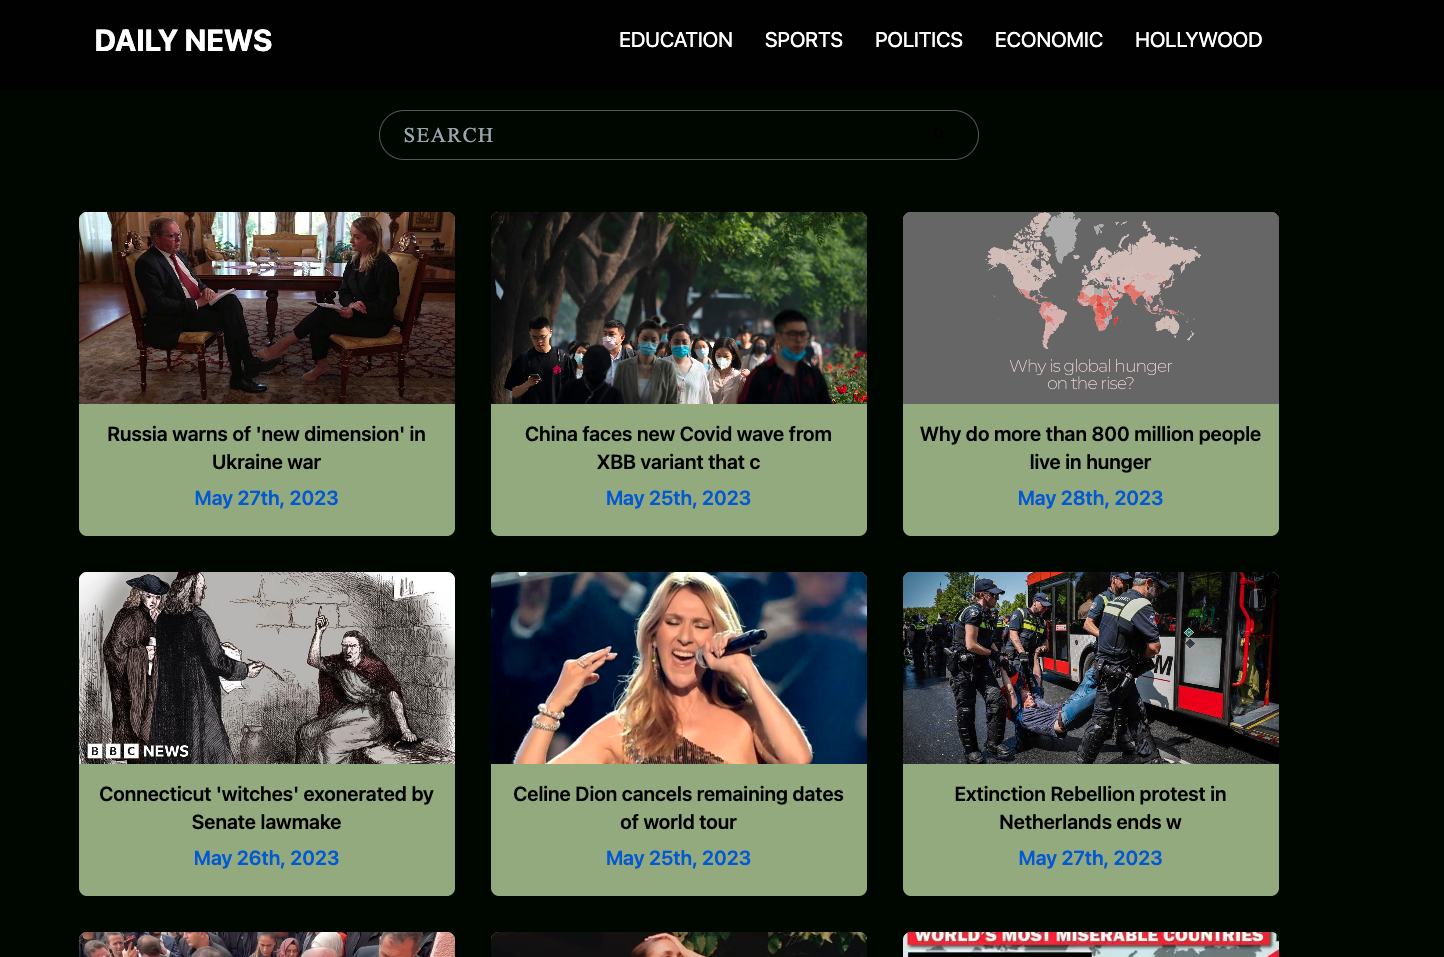 DAILY NEWS
EDUCATION SPORTS POLITICS ECONOMIC HOLLYWOOD
SEARCH
Why is global hunger
on the rise?
Russia warns of 'new dimension' in
Ukraine war
May 27th, 2023
China faces new Covid wave from
XBB variant that c
May 25th, 2023
Why do more than 800 million people
live in hunger
May 28th, 2023
BBC NEWS
M
Connecticut 'witches' exonerated by
Senate lawmake
May 26th, 2023
Celine Dion cancels remaining dates
of world tour
May 25th, 2023
Extinction Rebellion protest in
Netherlands ends w
May 27th, 2023
WORLD'S MOST MISERABLE COUNTRIES